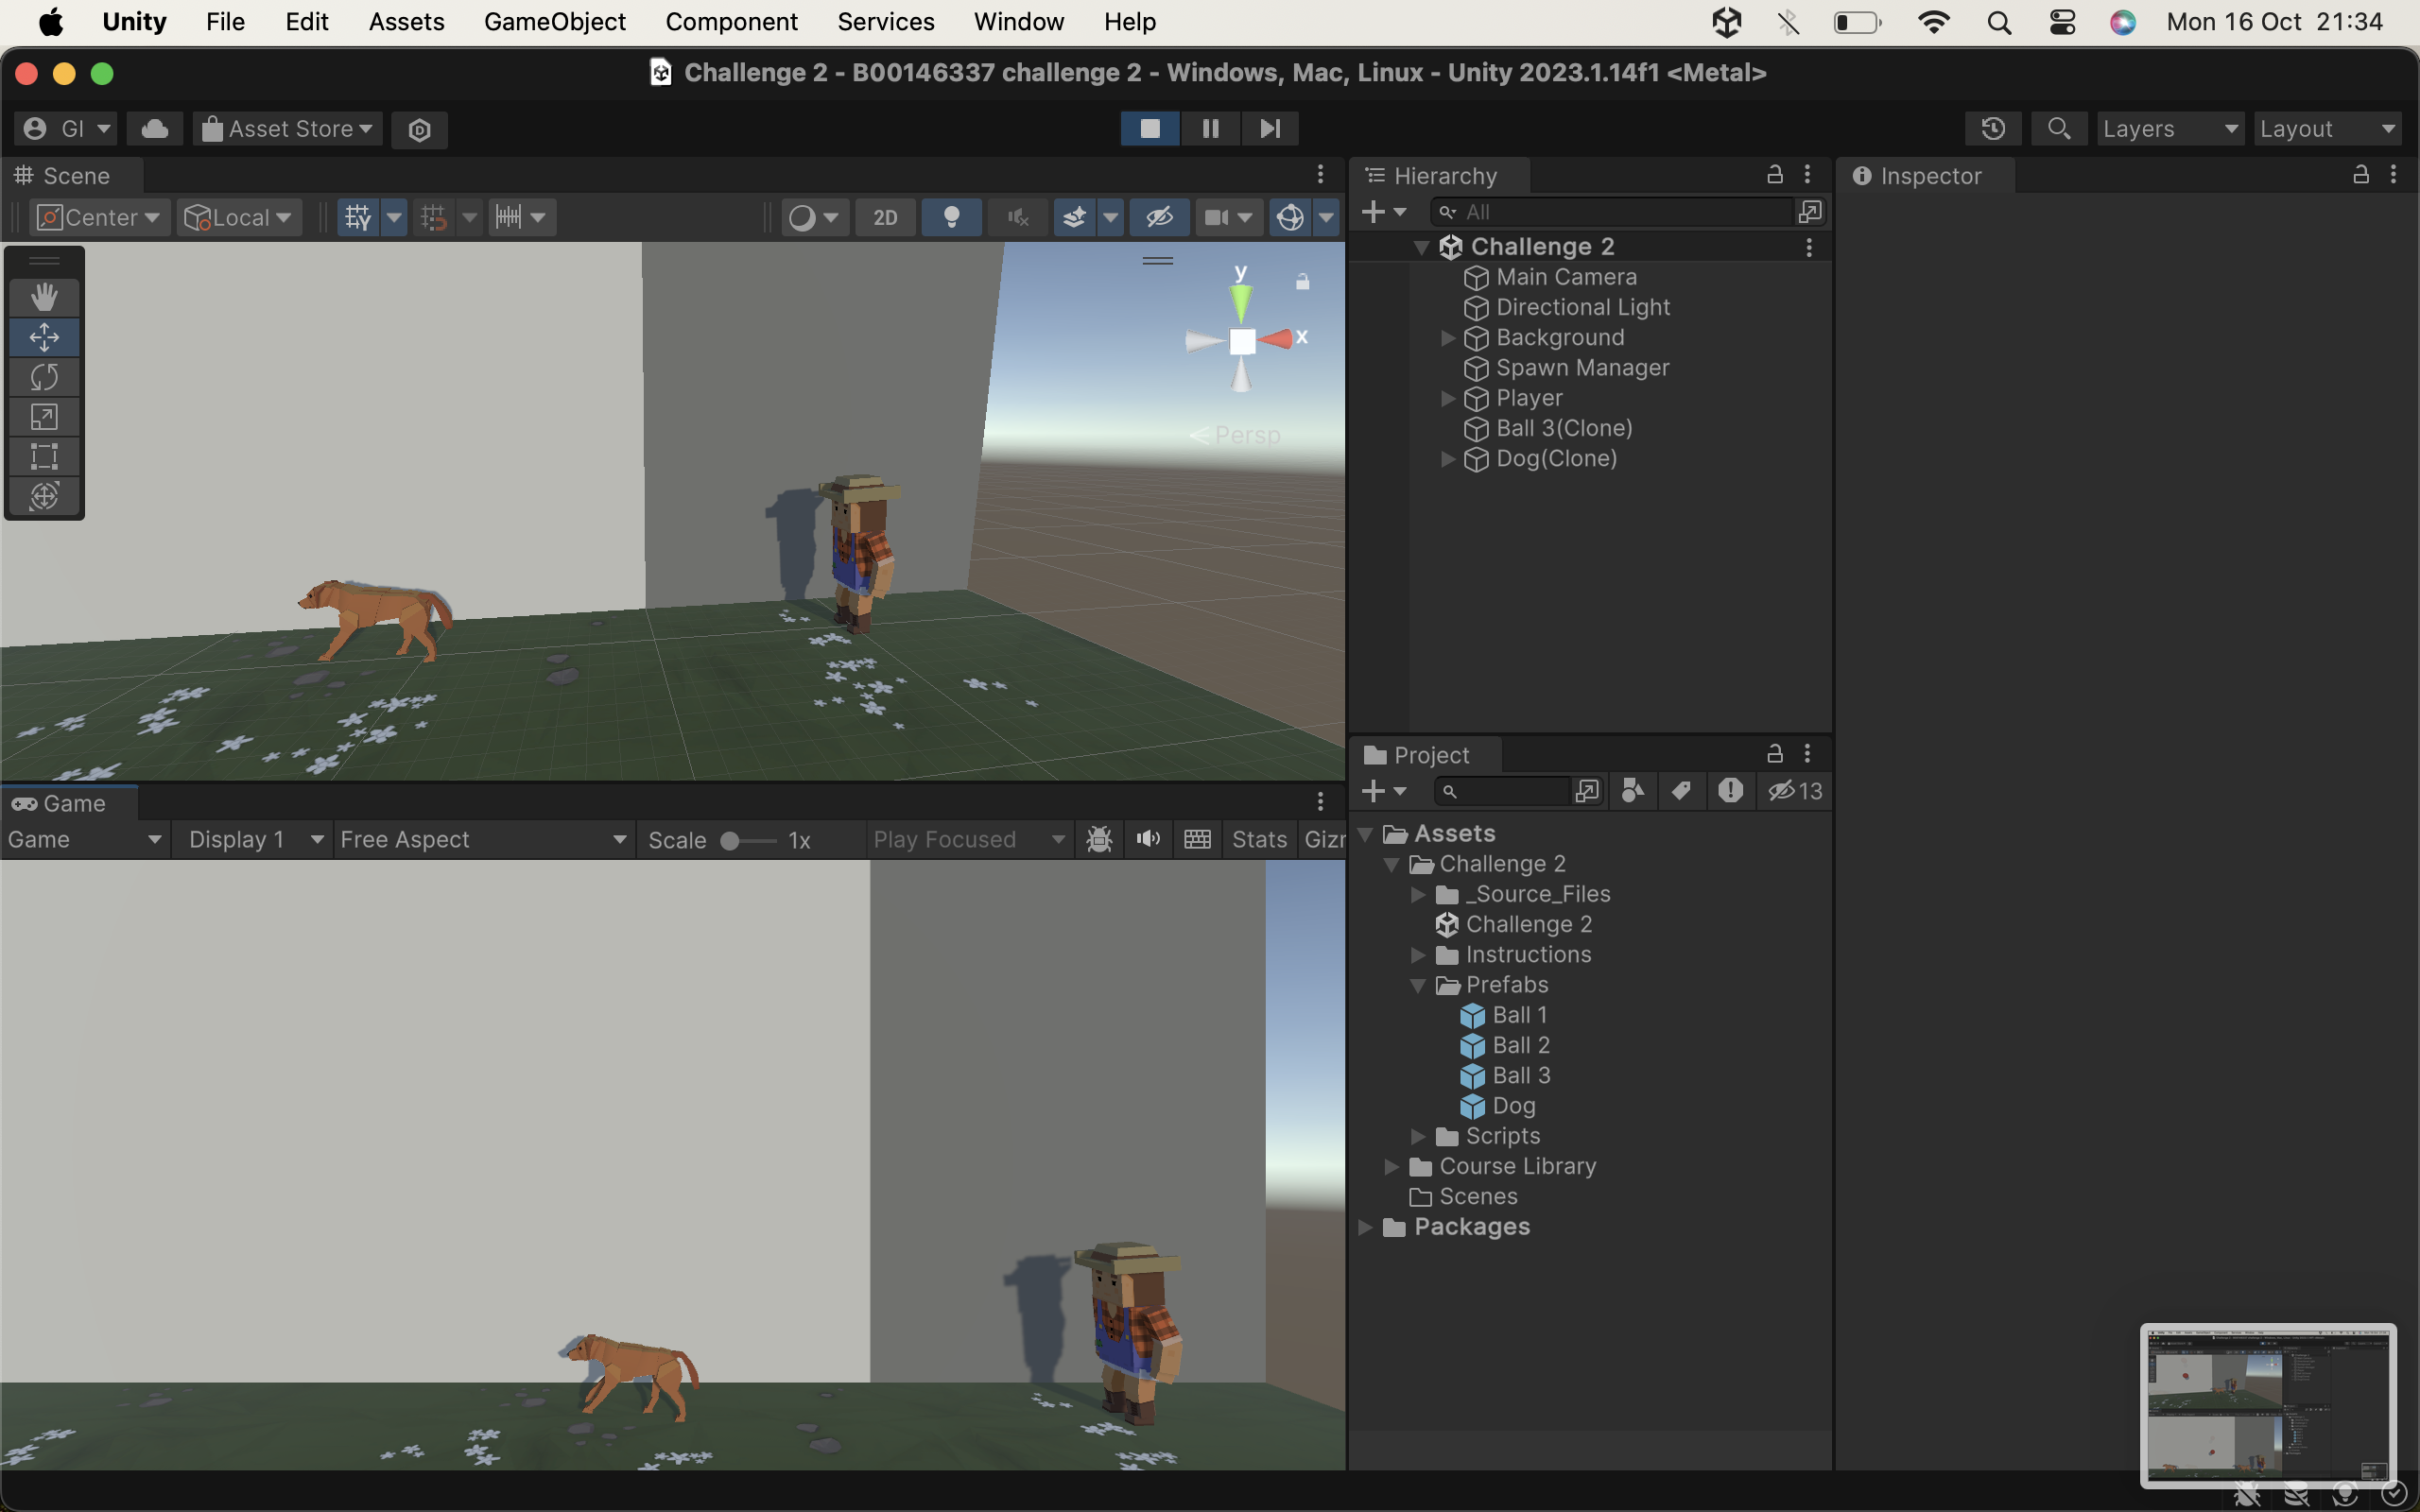 Unity File Edit Assets GameObject Component Services Window Help Mon 16 Oct 21:34
Challenge 2 - B00146337 challenge 2 - Windows, Mac, Linux - Unity 2023.1.14f1 <Metal>
GI Asset Store Layers Layout
Scene
Center Local 2D
y
x
Persp
Game
Game Display 1 Free Aspect Scale 1x Play Focused Stats Giz
Hierarchy
All
Challenge 2
Main Camera
Directional Light
Background
Spawn Manager
Player
Ball 3(Clone)
Dog(Clone)
Project
13
Assets
Challenge 2
_Source_Files
Challenge 2
Instructions
Prefabs
Ball 1
Ball 2
Ball 3
Dog
Scripts
Course Library
Scenes
Packages
Inspector